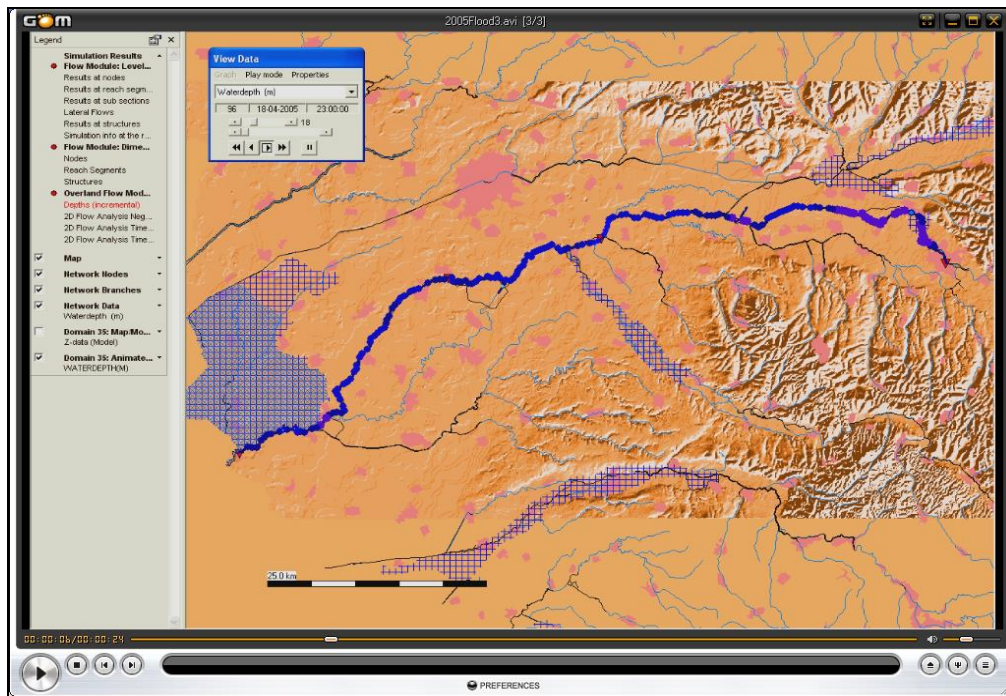 GOM
2005Flood3.avi [3/3]
Legend
Simulation Results
Flow Module: Level...
Results at nodes
Results at reach segm...
Results at sub sections
Lateral Flows
Results at structures
Simulation info at the r...
Flow Module: Dime...
Nodes
Reach Segments
Structures
Overland Flow Mod...
Depths (incremental)
2D Flow Analysis Neg...
2D Flow Analysis Time...
2D Flow Analysis Time...
Map
Network Nodes
Network Branches
Network Data
Waterdepth (m)
Domain 35: Map/Mo...
Z-data (Model)
Domain 35: Animate...
WATERDEPTH(M)
View Data
Graph Play mode Properties
Waterdepth (m)
96 18-04-2005 23:00:00
18
25.0 km
00:00:06/00:00:24
PREFERENCES